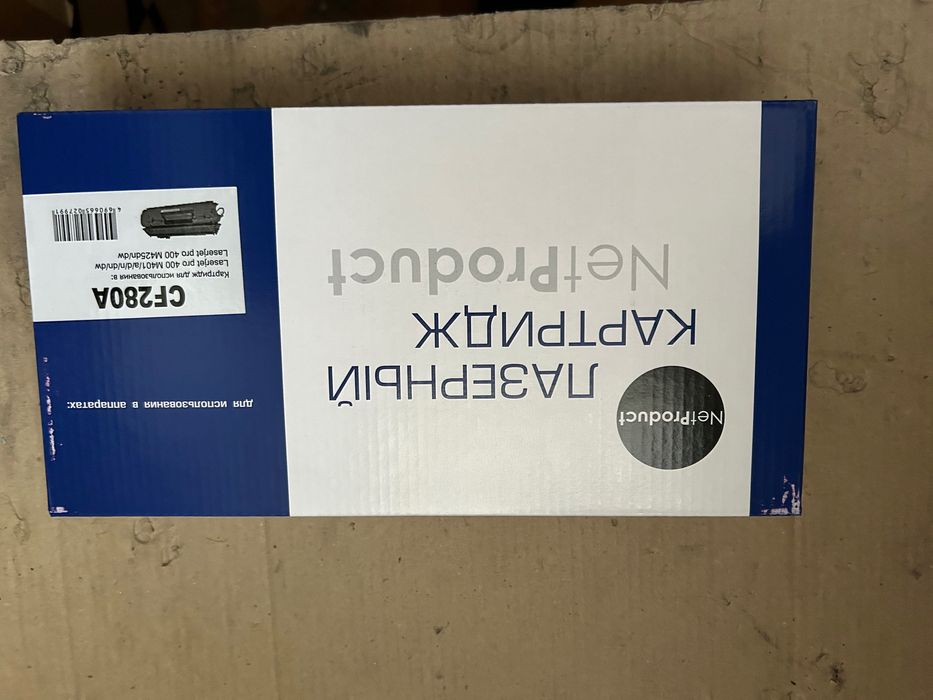 NetProduct
ЛАЗЕРНЫЙ
КАРТРИДЖ
NetProduct
для использования в аппаратах:
CF280A
Картридж для использования в:
Laserjet pro 400 M401/a/d/n/dn/dw
Laserjet pro 400 M425dn/dw
4690665027991